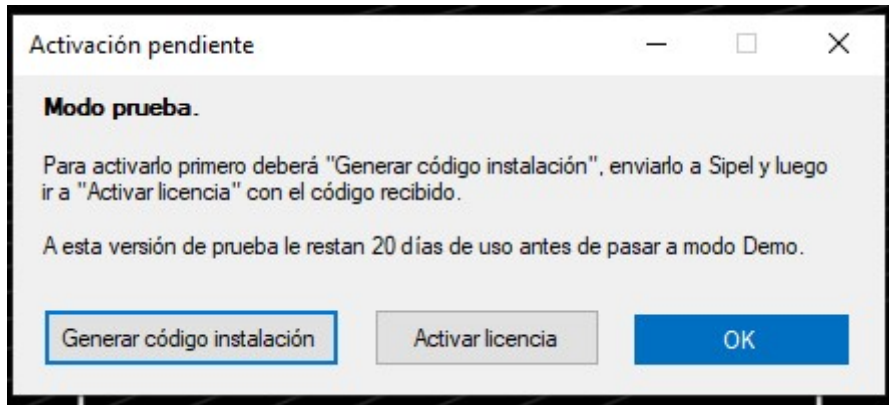 Activación pendiente
Modo prueba.
Para activarlo primero deberá "Generar código instalación", enviarlo a Sipel y luego
ir a "Activar licencia" con el código recibido.
A esta versión de prueba le restan 20 días de uso antes de pasar a modo Demo.
Generar código instalación
Activar licencia
OK